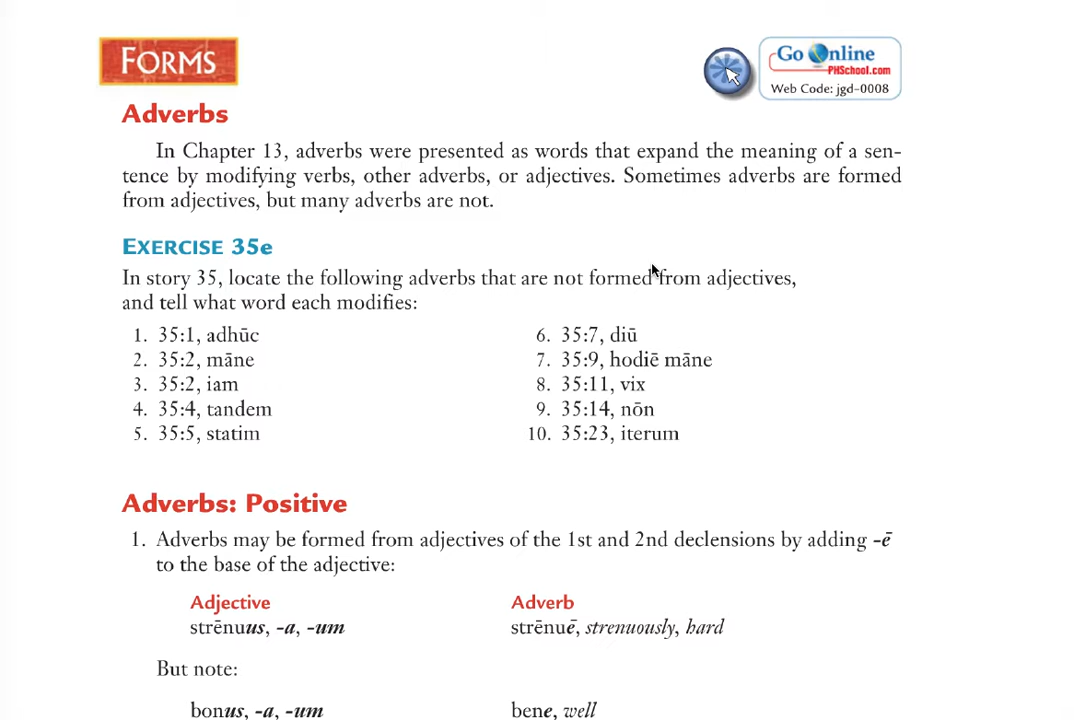 FORMS
Go Online
PHSchool.com
Web Code: jgd-0008
Adverbs
In Chapter 13, adverbs were presented as words that expand the meaning of a sen-
tence by modifying verbs, other adverbs, or adjectives. Sometimes adverbs are formed
from adjectives, but many adverbs are not.
EXERCISE 35e
In story 35, locate the following adverbs that are not formed from adjectives,
and tell what word each modifies:
1. 35:1, adhūc
2. 35:2, māne
3. 35:2, iam
4. 35:4, tandem
5. 35:5, statim
6. 35:7, diū
7. 35:9, hodiē māne
8. 35:11, vix
9. 35:14, nōn
10. 35:23, iterum
Adverbs: Positive
1. Adverbs may be formed from adjectives of the 1st and 2nd declensions by adding -ē
to the base of the adjective:
Adjective Adverb
strēnuus, -a, -um strēnuē, strenuously, hard
But note:
bonus, -a, -um bene, well